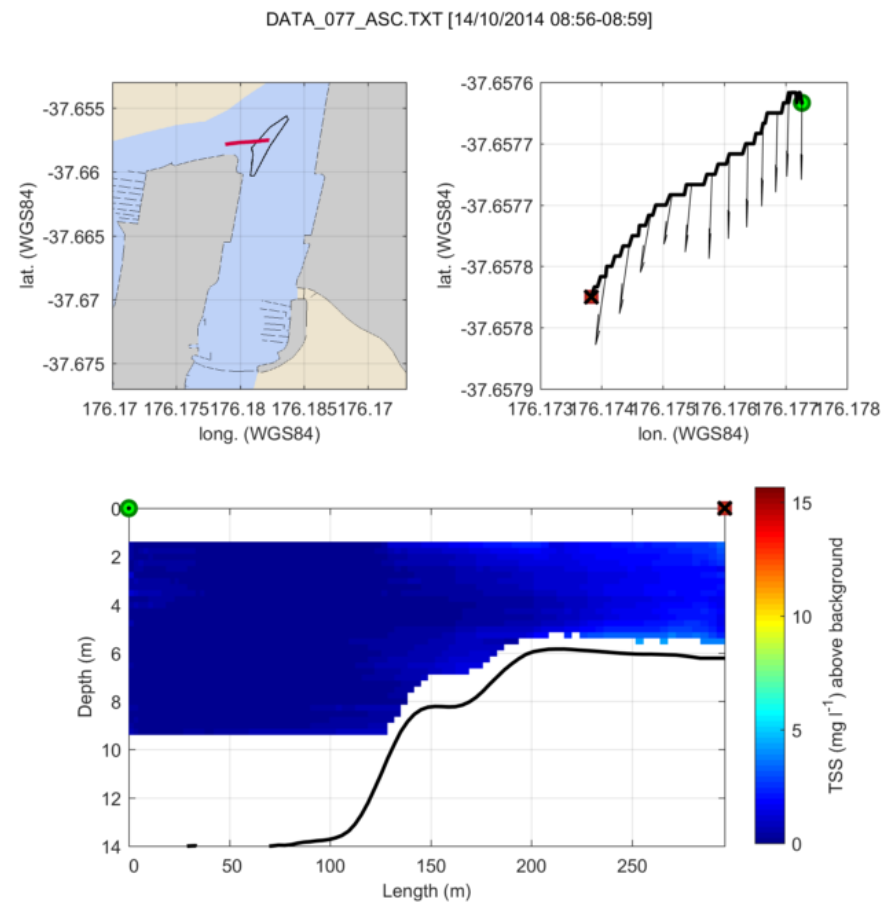 DATA_077_ASC.TXT [14/10/2014 08:56-08:59]
-37.655
-37.66
-37.665
-37.67
-37.675
lat. (WGS84)
176.17 176.175 176.18 176.185 176.17
long. (WGS84)
-37.6576
-37.6577
-37.6577
-37.6578
-37.6578
-37.6579
lat. (WGS84)
176.173 176.174 176.175 176.176 176.177 176.178
lon. (WGS84)
0
2
4
6
8
10
12
14
Depth (m)
0 50 100 150 200 250
Length (m)
15
10
5
0
TSS (mg l⁻¹) above background